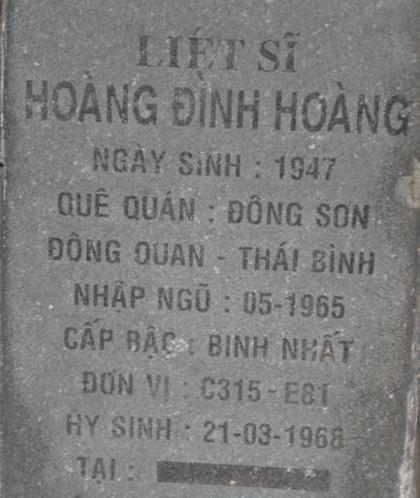 LIỆT SĨ
HOÀNG ĐÌNH HOÀNG
NGÀY SINH : 1947
QUÊ QUÁN : ĐÔNG SƠN
ĐÔNG QUAN - THÁI BÌNH
NHẬP NGŨ : 05-1965
CẤP BẬC : BINH NHẤT
ĐƠN VỊ : C315-E81
HY SINH : 21-03-1968
TẠI :